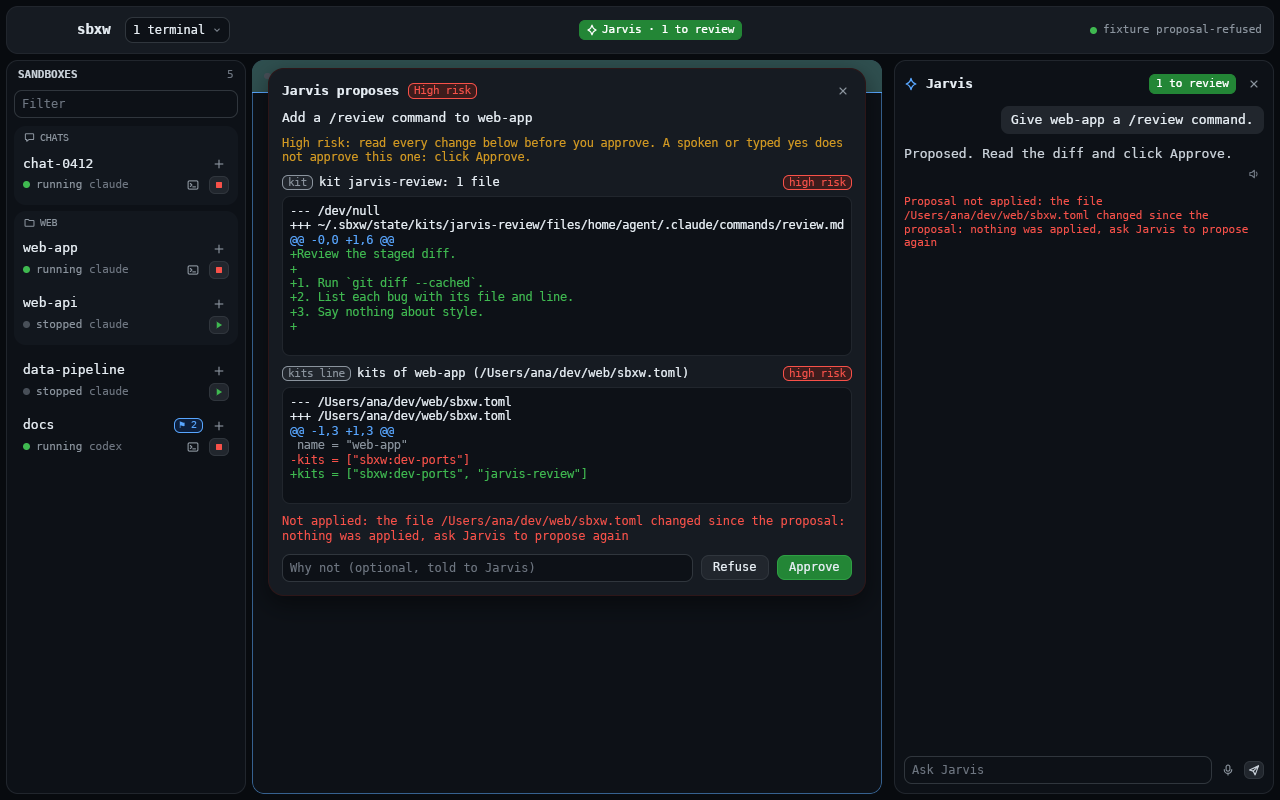 sbxw
1 terminal
Jarvis · 1 to review
fixture proposal-refused
SANDBOXES 5
Filter
CHATS
chat-0412
running claude
WEB
web-app
running claude
web-api
stopped claude
data-pipeline
stopped claude
docs 2
running codex
Jarvis proposes High risk
Add a /review command to web-app
High risk: read every change below before you approve. A spoken or typed yes does
not approve this one: click Approve.
kit kit jarvis-review: 1 file high risk
--- /dev/null
+++ ~/.sbxw/state/kits/jarvis-review/files/home/agent/.claude/commands/review.md
@@ -0,0 +1,6 @@
+Review the staged diff.
+
+1. Run `git diff --cached`.
+2. List each bug with its file and line.
+3. Say nothing about style.
+
kits line kits of web-app (/Users/ana/dev/web/sbxw.toml) high risk
--- /Users/ana/dev/web/sbxw.toml
+++ /Users/ana/dev/web/sbxw.toml
@@ -1,3 +1,3 @@
name = "web-app"
-kits = ["sbxw:dev-ports"]
+kits = ["sbxw:dev-ports", "jarvis-review"]
Not applied: the file /Users/ana/dev/web/sbxw.toml changed since the proposal:
nothing was applied, ask Jarvis to propose again
Why not (optional, told to Jarvis)
Refuse
Approve
Jarvis
1 to review
Give web-app a /review command.
Proposed. Read the diff and click Approve.
Proposal not applied: the file
/Users/ana/dev/web/sbxw.toml changed since the
proposal: nothing was applied, ask Jarvis to propose
again
Ask Jarvis